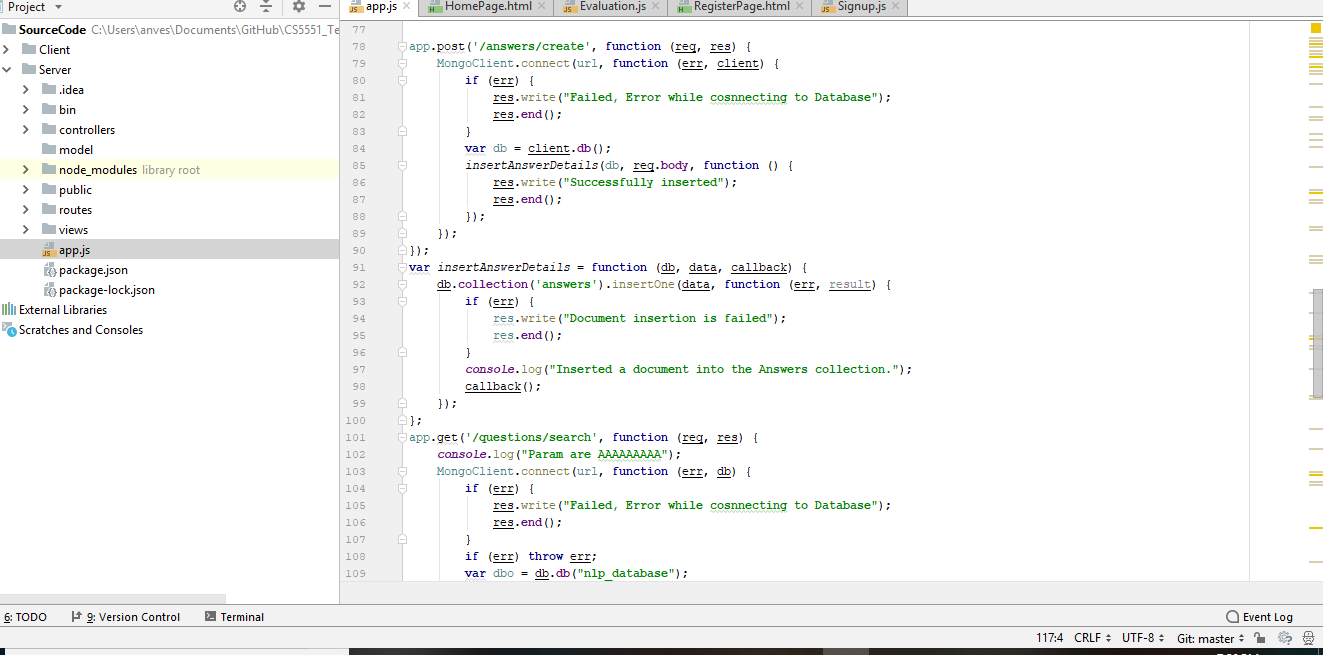 Project
app.js
HomePage.html
Evaluation.js
RegisterPage.html
Signup.js
SourceCode C:\Users\anves\Documents\GitHub\CS5551_Te
Client
Server
.idea
bin
controllers
model
node_modules library root
public
routes
views
app.js
package.json
package-lock.json
External Libraries
Scratches and Consoles
77
78 app.post('/answers/create', function (req, res) {
79 MongoClient.connect(url, function (err, client) {
80 if (err) {
81 res.write("Failed, Error while cosnnecting to Database");
82 res.end();
83 }
84 var db = client.db();
85 insertAnswerDetails(db, req.body, function () {
86 res.write("Successfully inserted");
87 res.end();
88 });
89 });
90 });
91 var insertAnswerDetails = function (db, data, callback) {
92 db.collection('answers').insertOne(data, function (err, result) {
93 if (err) {
94 res.write("Document insertion is failed");
95 res.end();
96 }
97 console.log("Inserted a document into the Answers collection.");
98 callback();
99 });
100 };
101 app.get('/questions/search', function (req, res) {
102 console.log("Param are AAAAAAAAA");
103 MongoClient.connect(url, function (err, db) {
104 if (err) {
105 res.write("Failed, Error while cosnnecting to Database");
106 res.end();
107 }
108 if (err) throw err;
109 var dbo = db.db("nlp_database");
6: TODO
9: Version Control
Terminal
Event Log
117:4 CRLF UTF-8 Git: master